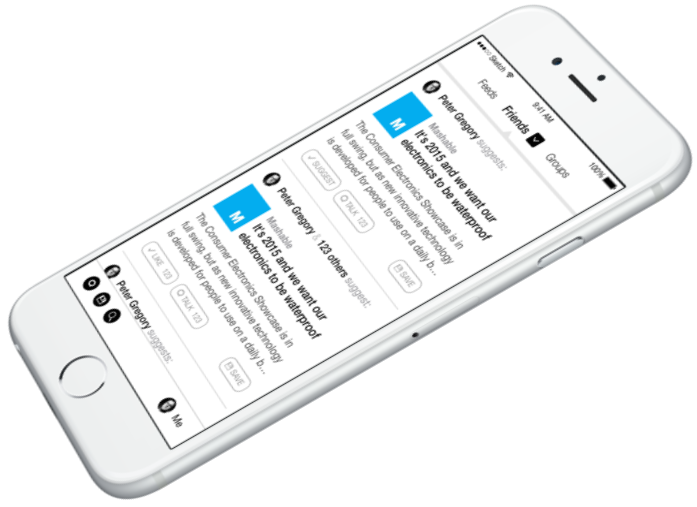 Sketch 9:41 AM 100%
Feeds Friends Groups
Peter Gregory suggests:
M
Mashable
It's 2015 and we want our
electronics to be waterproof
The Consumer Electronics Showcase is in
full swing, but as new innovative technology
is developed for people to use on a daily b...
✓ SUGGEST TALK 123 SAVE
Peter Gregory & 123 others suggest:
M
Mashable
It's 2015 and we want our
electronics to be waterproof
The Consumer Electronics Showcase is in
full swing, but as new innovative technology
is developed for people to use on a daily b...
✓ LIKE 123 TALK 123 SAVE
Peter Gregory suggests:
Me